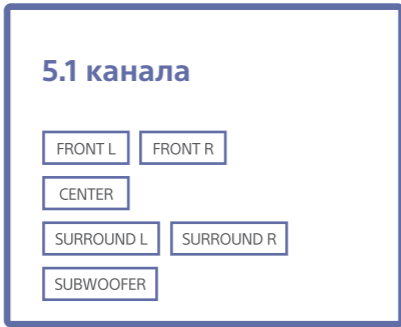 5.1 канала
FRONT L FRONT R
CENTER
SURROUND L SURROUND R
SUBWOOFER